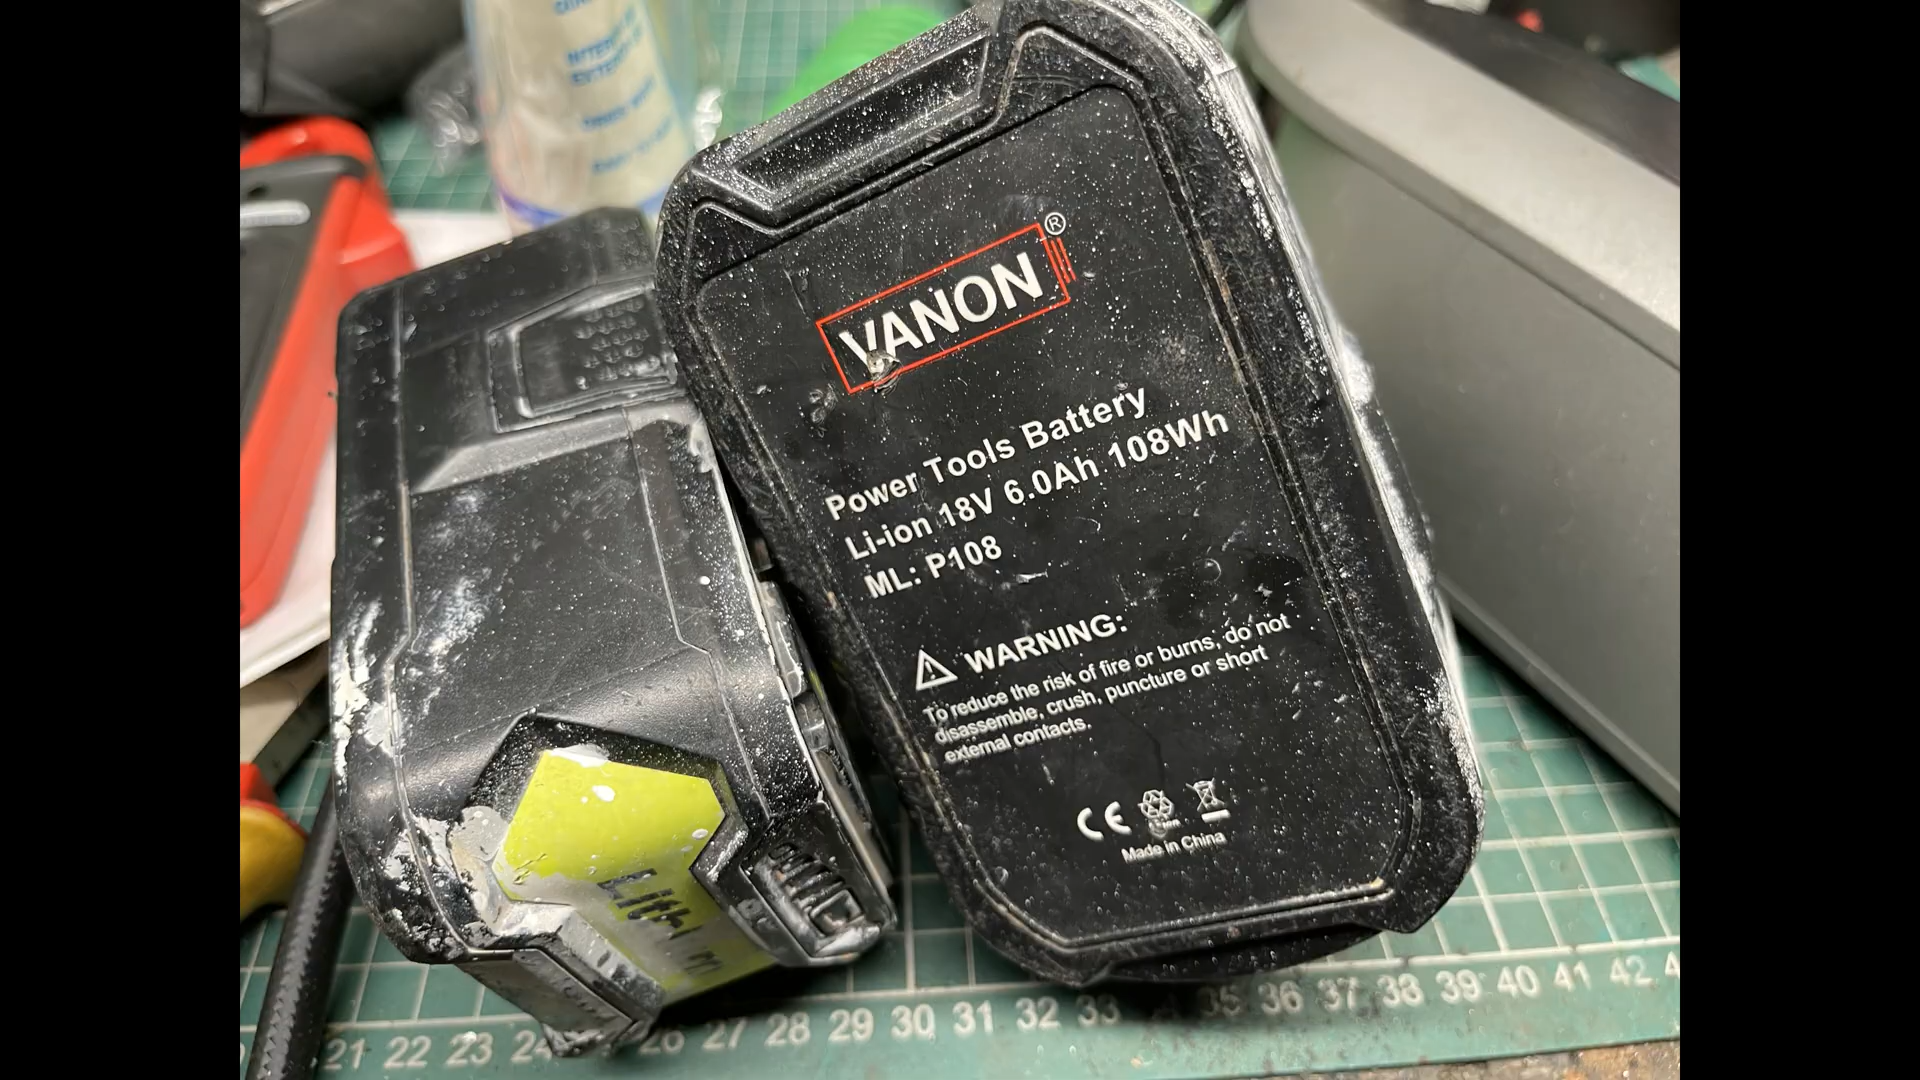 VANON®
Power Tools Battery
Li-ion 18V 6.0Ah 108Wh
ML: P108
WARNING:
To reduce the risk of fire or burns, do not
disassemble, crush, puncture or short
external contacts.
CE
Li-ion
Made in China
21 22 23 24 26 27 28 29 30 31 32 33 35 36 37 38 39 40 41 42